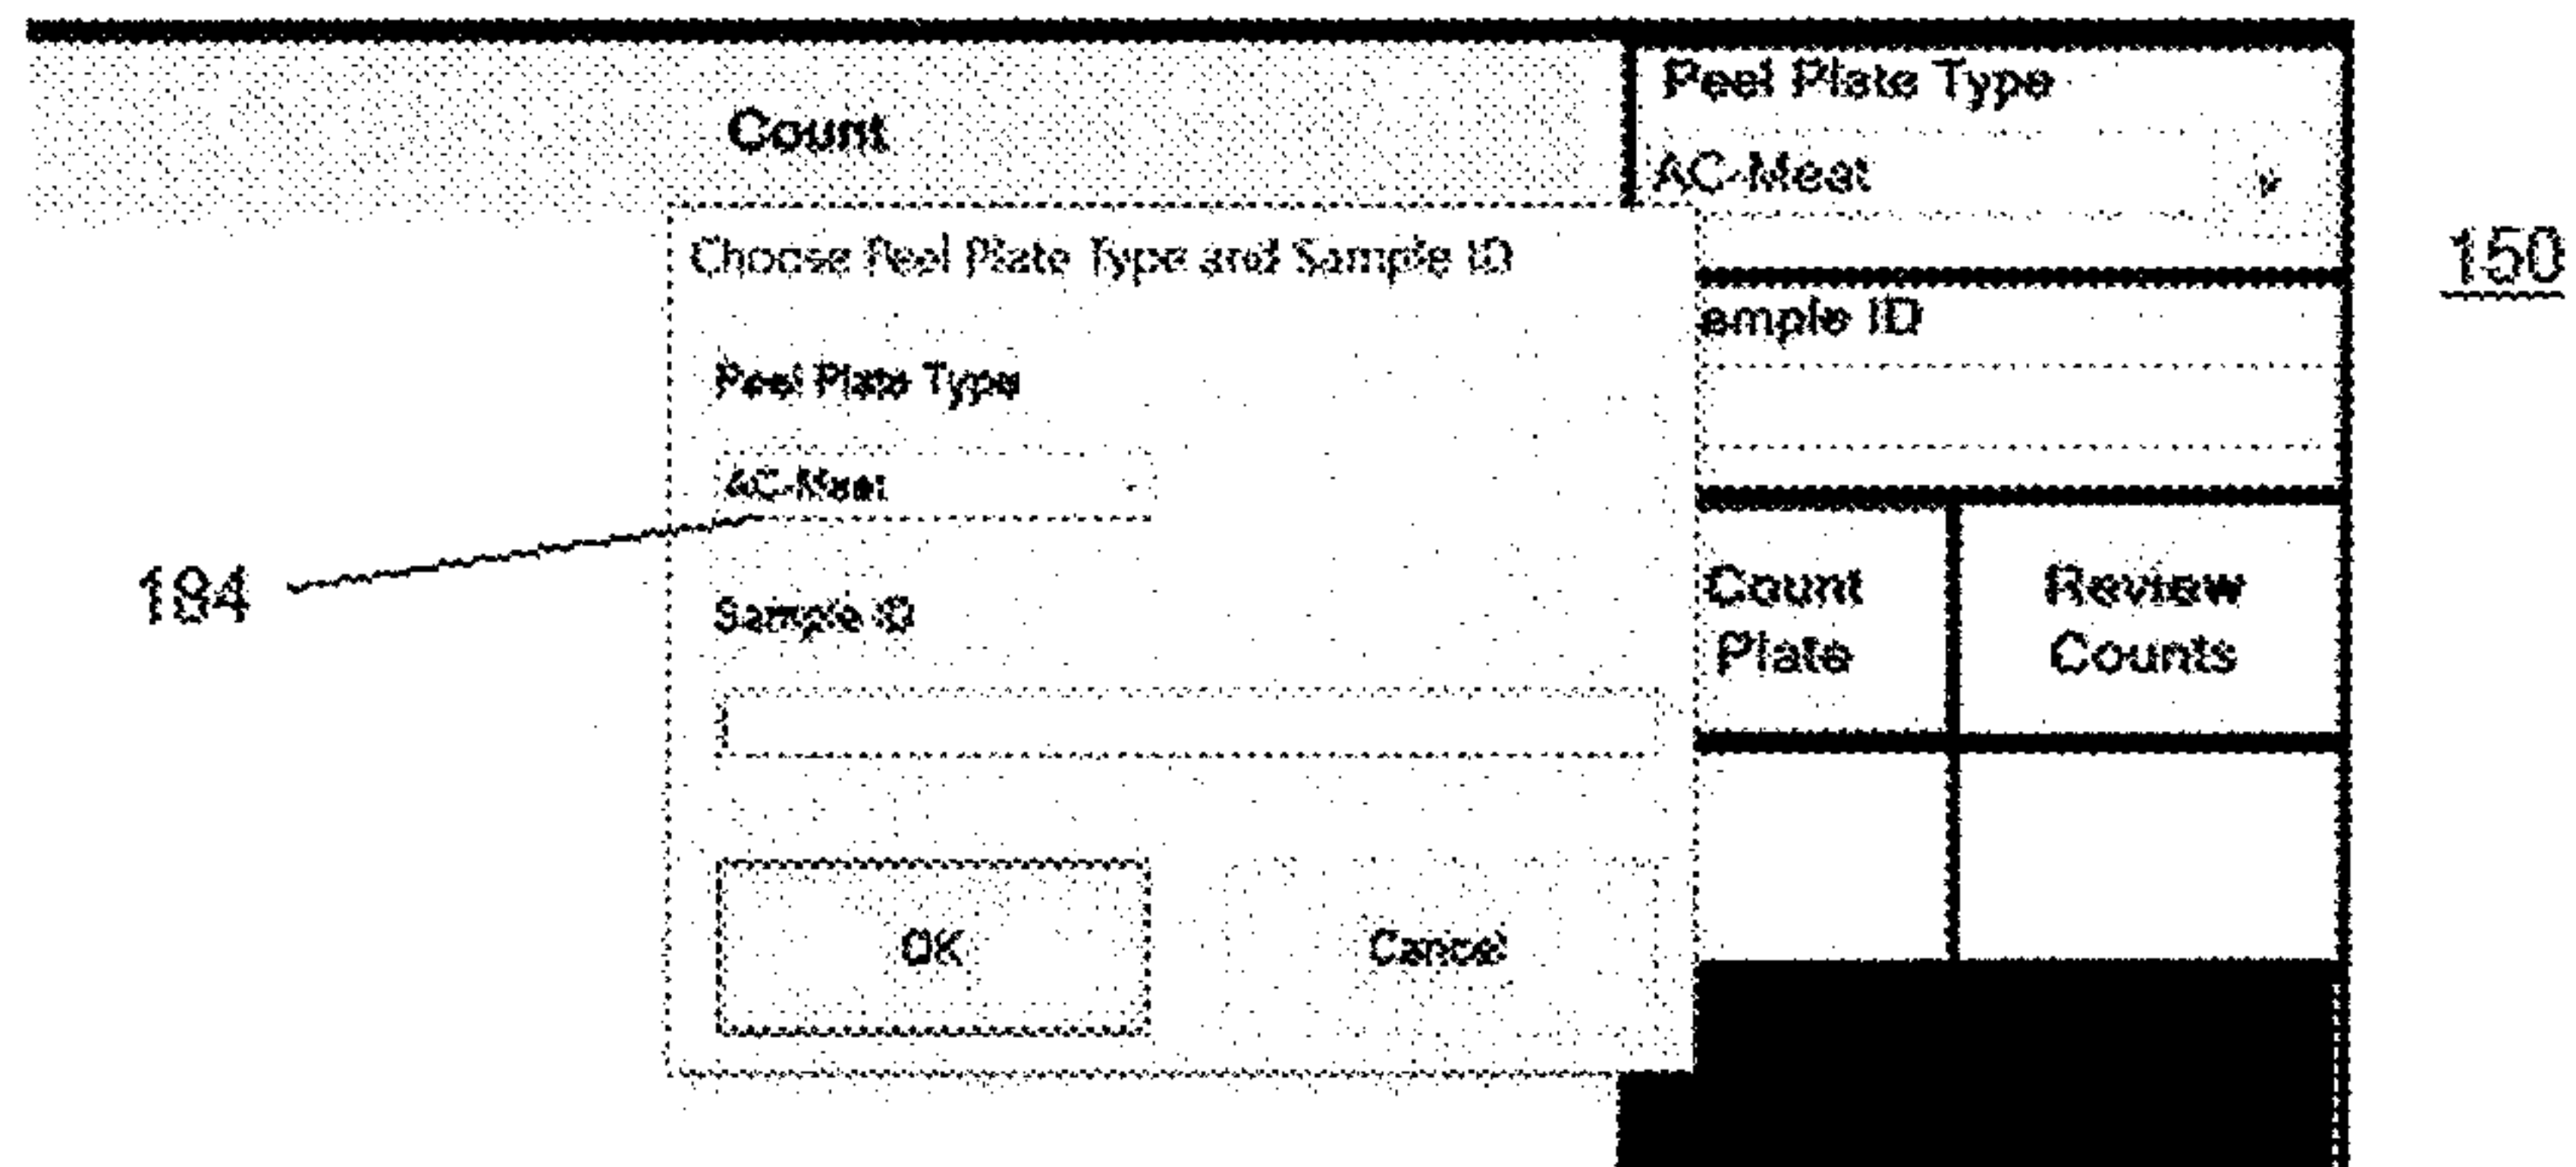 Count
Peel Plate Type
AC-Meat
150
Choose Peel Plate Type and Sample ID
ample ID
Peel Plate Type
AC-Meat
194
Sample ID
Count
Plate
Review
Counts
OK
Cancel